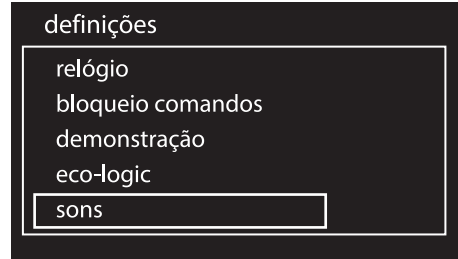 definições
relógio
bloqueio comandos
demonstração
eco-logic
sons